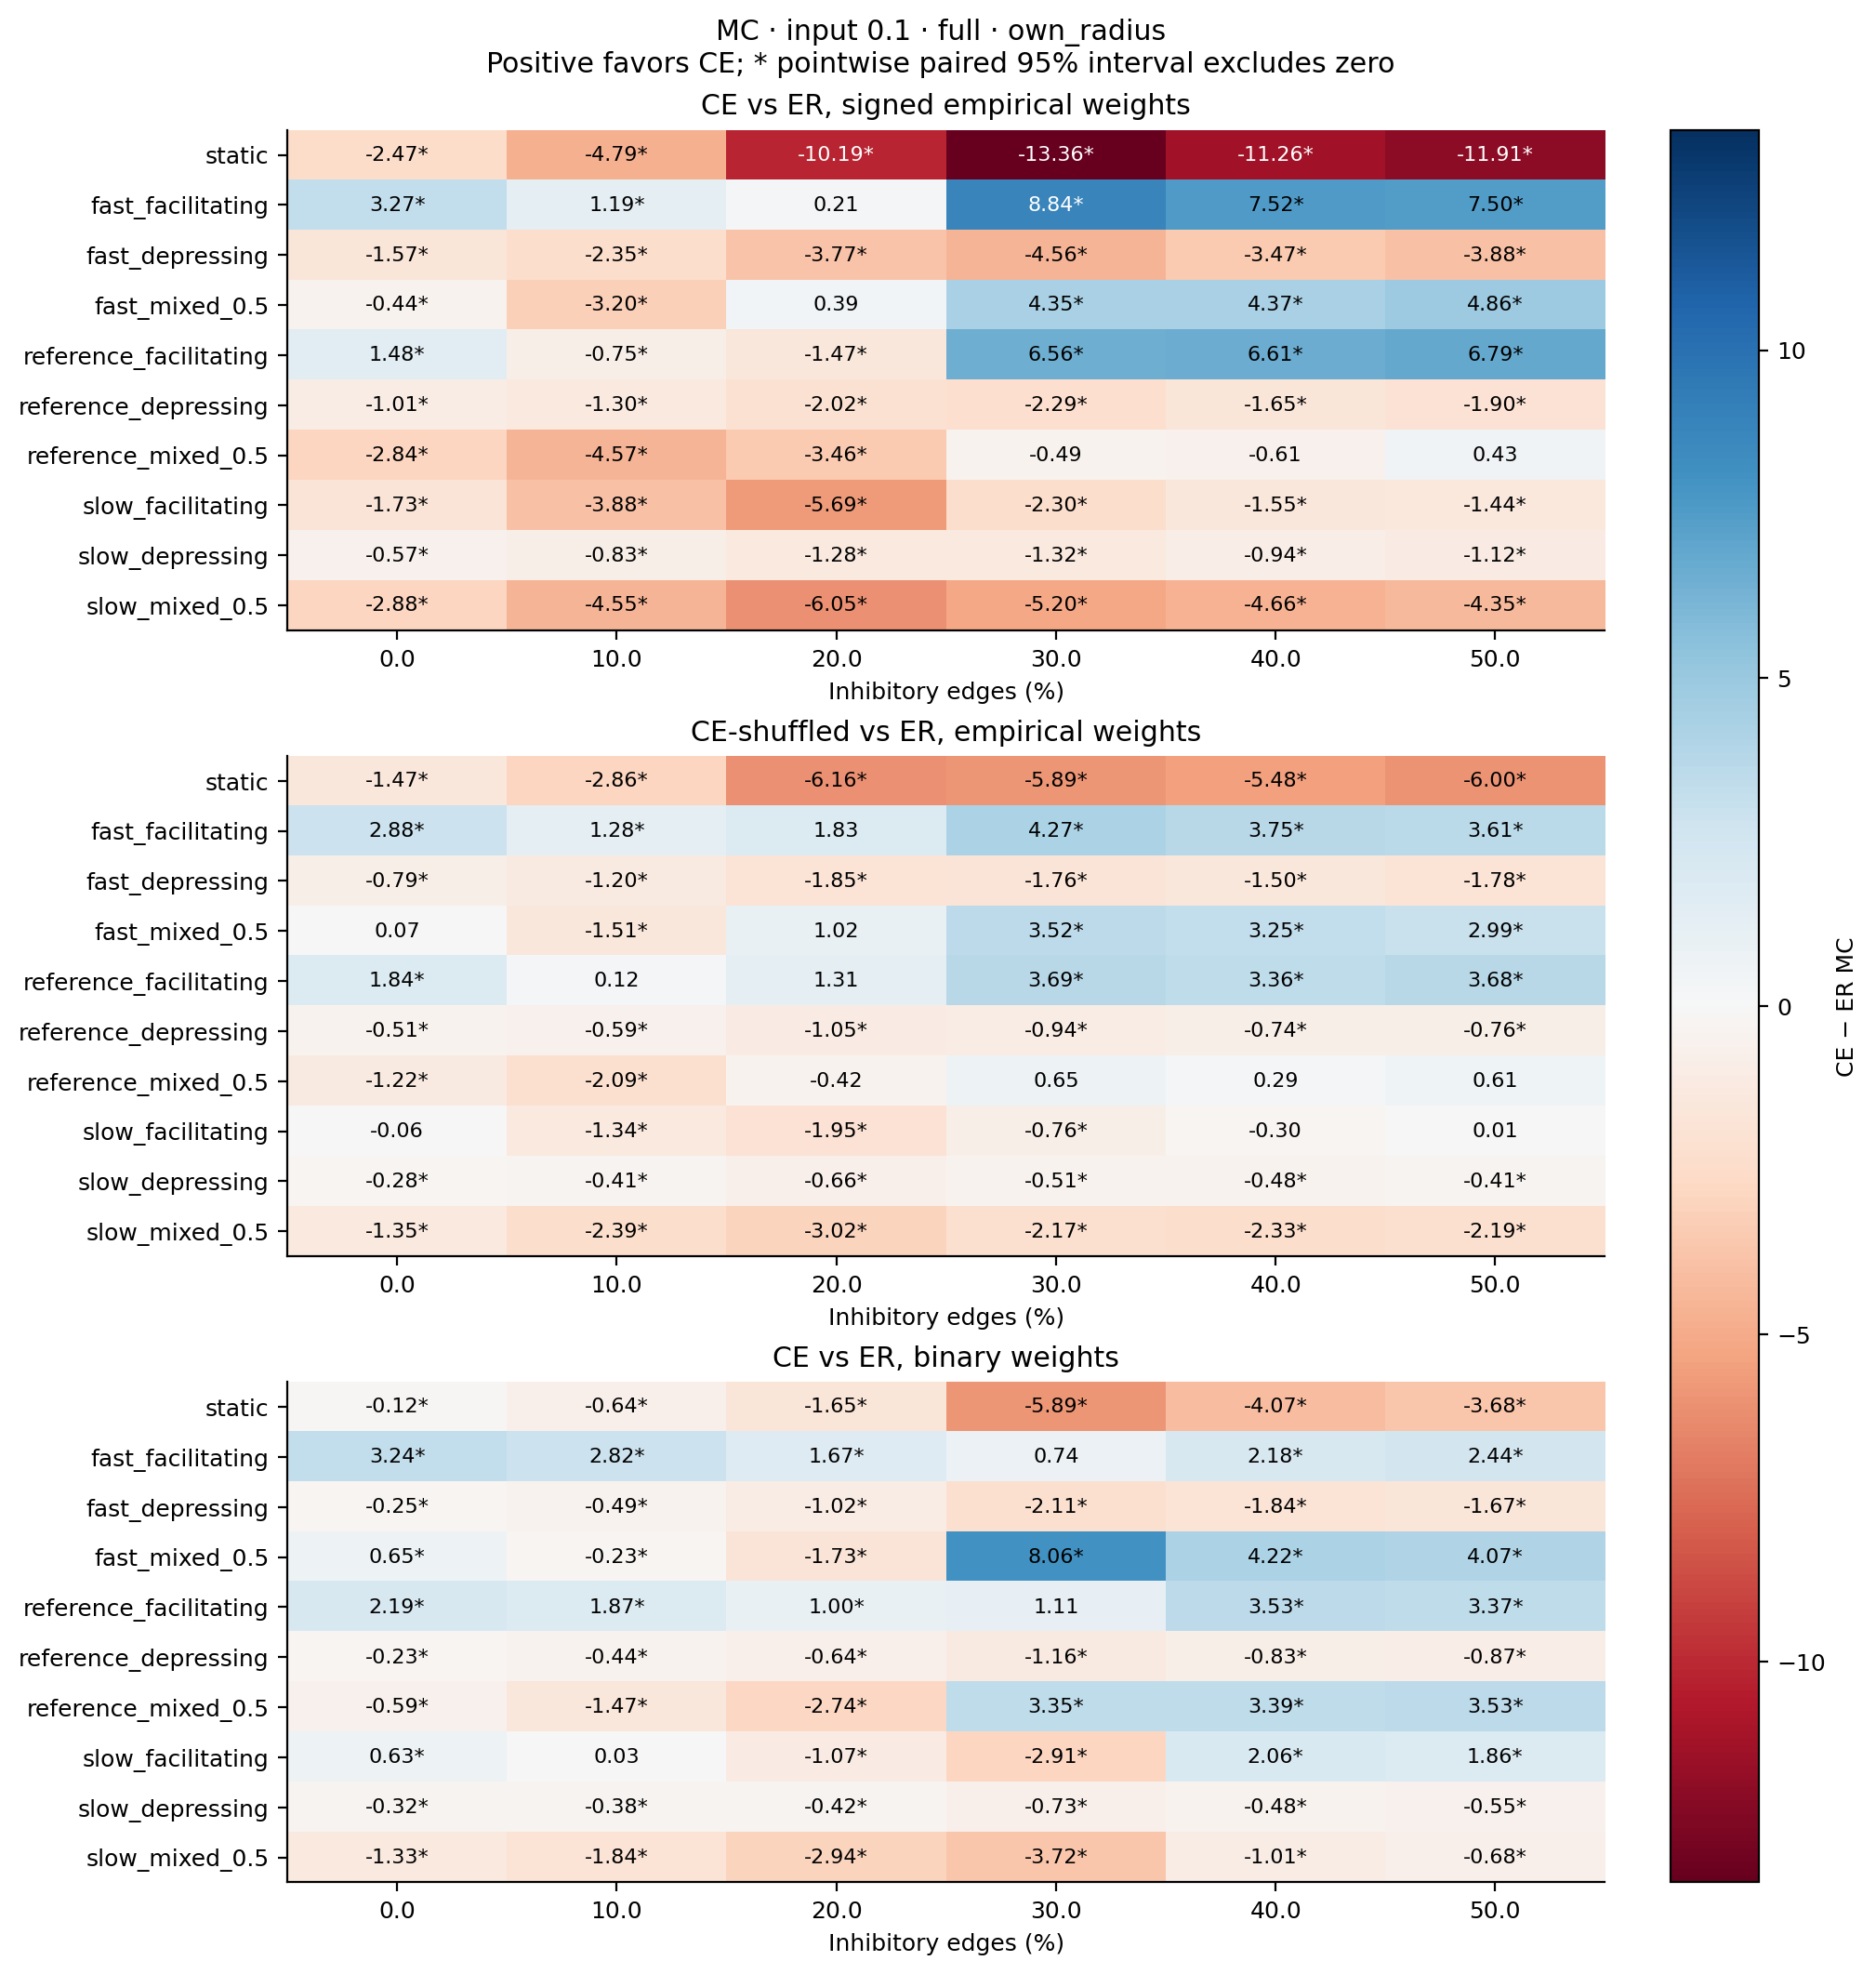 MC · input 0.1 · full · own_radius
Positive favors CE; * pointwise paired 95% interval excludes zero
CE vs ER, signed empirical weights
static -2.47* -4.79* -10.19* -13.36* -11.26* -11.91*
fast_facilitating 3.27* 1.19* 0.21 8.84* 7.52* 7.50*
fast_depressing -1.57* -2.35* -3.77* -4.56* -3.47* -3.88*
fast_mixed_0.5 -0.44* -3.20* 0.39 4.35* 4.37* 4.86*
reference_facilitating 1.48* -0.75* -1.47* 6.56* 6.61* 6.79*
reference_depressing -1.01* -1.30* -2.02* -2.29* -1.65* -1.90*
reference_mixed_0.5 -2.84* -4.57* -3.46* -0.49 -0.61 0.43
slow_facilitating -1.73* -3.88* -5.69* -2.30* -1.55* -1.44*
slow_depressing -0.57* -0.83* -1.28* -1.32* -0.94* -1.12*
slow_mixed_0.5 -2.88* -4.55* -6.05* -5.20* -4.66* -4.35*
0.0 10.0 20.0 30.0 40.0 50.0
Inhibitory edges (%)
CE-shuffled vs ER, empirical weights
static -1.47* -2.86* -6.16* -5.89* -5.48* -6.00*
fast_facilitating 2.88* 1.28* 1.83 4.27* 3.75* 3.61*
fast_depressing -0.79* -1.20* -1.85* -1.76* -1.50* -1.78*
fast_mixed_0.5 0.07 -1.51* 1.02 3.52* 3.25* 2.99*
reference_facilitating 1.84* 0.12 1.31 3.69* 3.36* 3.68*
reference_depressing -0.51* -0.59* -1.05* -0.94* -0.74* -0.76*
reference_mixed_0.5 -1.22* -2.09* -0.42 0.65 0.29 0.61
slow_facilitating -0.06 -1.34* -1.95* -0.76* -0.30 0.01
slow_depressing -0.28* -0.41* -0.66* -0.51* -0.48* -0.41*
slow_mixed_0.5 -1.35* -2.39* -3.02* -2.17* -2.33* -2.19*
0.0 10.0 20.0 30.0 40.0 50.0
Inhibitory edges (%)
CE vs ER, binary weights
static -0.12* -0.64* -1.65* -5.89* -4.07* -3.68*
fast_facilitating 3.24* 2.82* 1.67* 0.74 2.18* 2.44*
fast_depressing -0.25* -0.49* -1.02* -2.11* -1.84* -1.67*
fast_mixed_0.5 0.65* -0.23* -1.73* 8.06* 4.22* 4.07*
reference_facilitating 2.19* 1.87* 1.00* 1.11 3.53* 3.37*
reference_depressing -0.23* -0.44* -0.64* -1.16* -0.83* -0.87*
reference_mixed_0.5 -0.59* -1.47* -2.74* 3.35* 3.39* 3.53*
slow_facilitating 0.63* 0.03 -1.07* -2.91* 2.06* 1.86*
slow_depressing -0.32* -0.38* -0.42* -0.73* -0.48* -0.55*
slow_mixed_0.5 -1.33* -1.84* -2.94* -3.72* -1.01* -0.68*
0.0 10.0 20.0 30.0 40.0 50.0
Inhibitory edges (%)
10
5
0
−5
−10
CE − ER MC